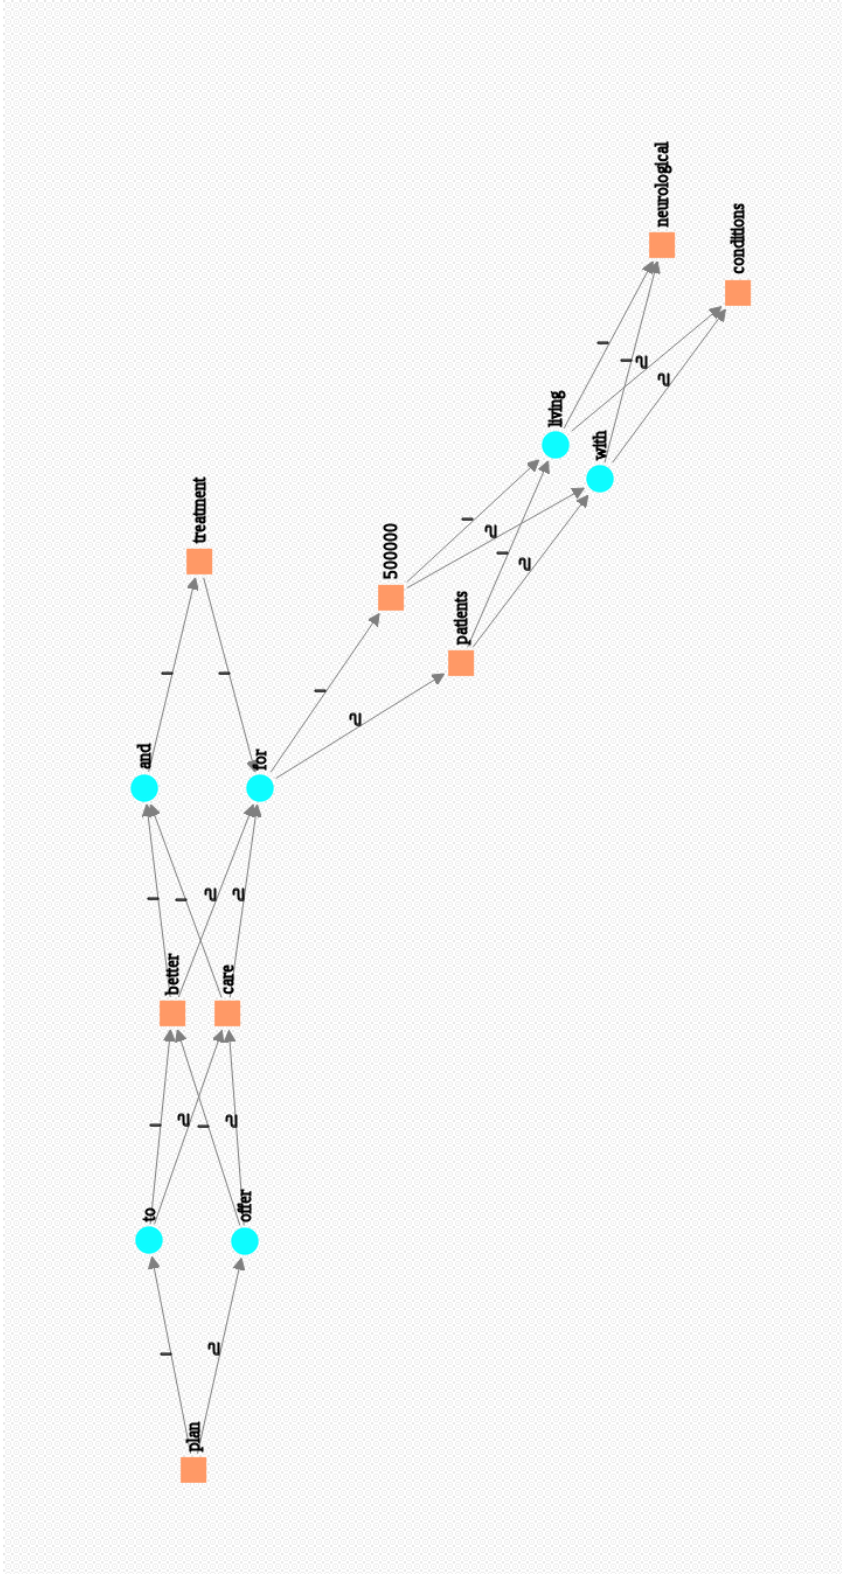 plan
to
offer
better
care
and
for
treatment
500000
patients
living
with
neurological
conditions
1
2
1
2
1
2
1
1
2
2
1
1
1
2
1
2
1
2
1
2
1
2